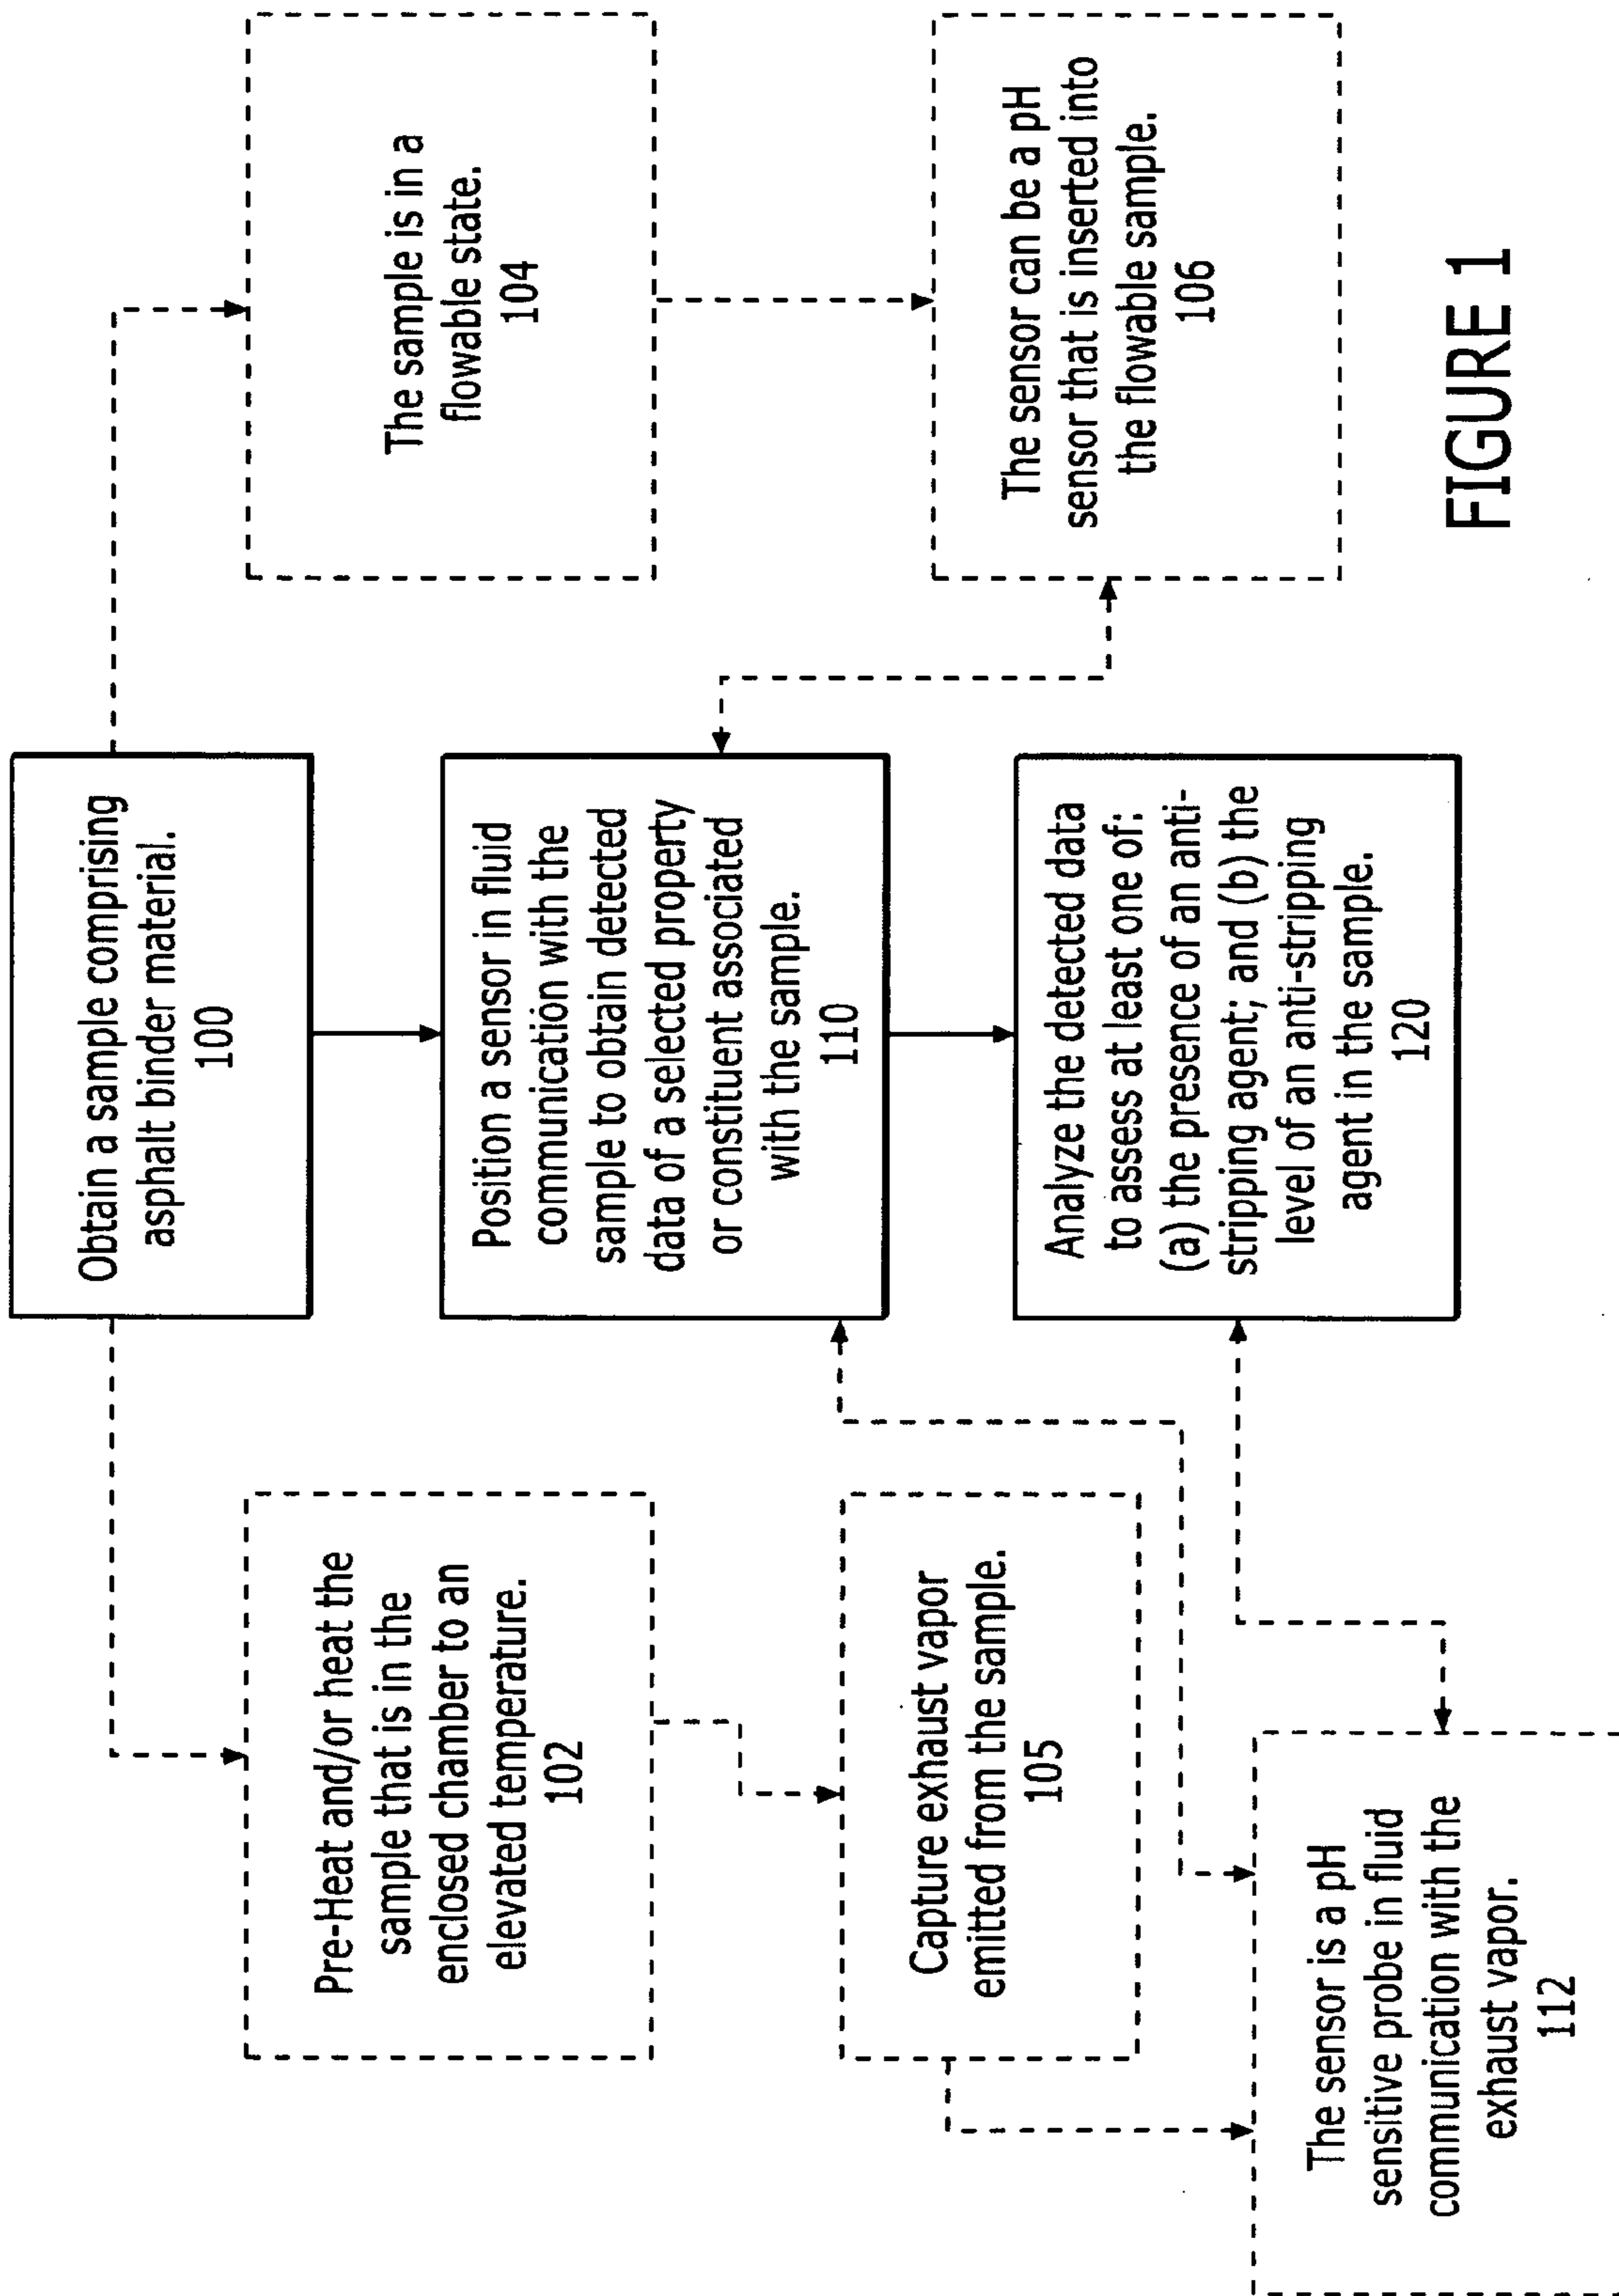 Obtain a sample comprising
asphalt binder material.
100
Pre-Heat and/or heat the
sample that is in the
enclosed chamber to an
elevated temperature.
102
The sample is in a
flowable state.
104
Position a sensor in fluid
communication with the
sample to obtain detected
data of a selected property
or constituent associated
with the sample.
110
Capture exhaust vapor
emitted from the sample.
105
The sensor can be a pH
sensor that is inserted into
the flowable sample.
106
Analyze the detected data
to assess at least one of:
(a) the presence of an anti-
stripping agent; and (b) the
level of an anti-stripping
agent in the sample.
120
The sensor is a pH
sensitive probe in fluid
communication with the
exhaust vapor.
112
FIGURE 1